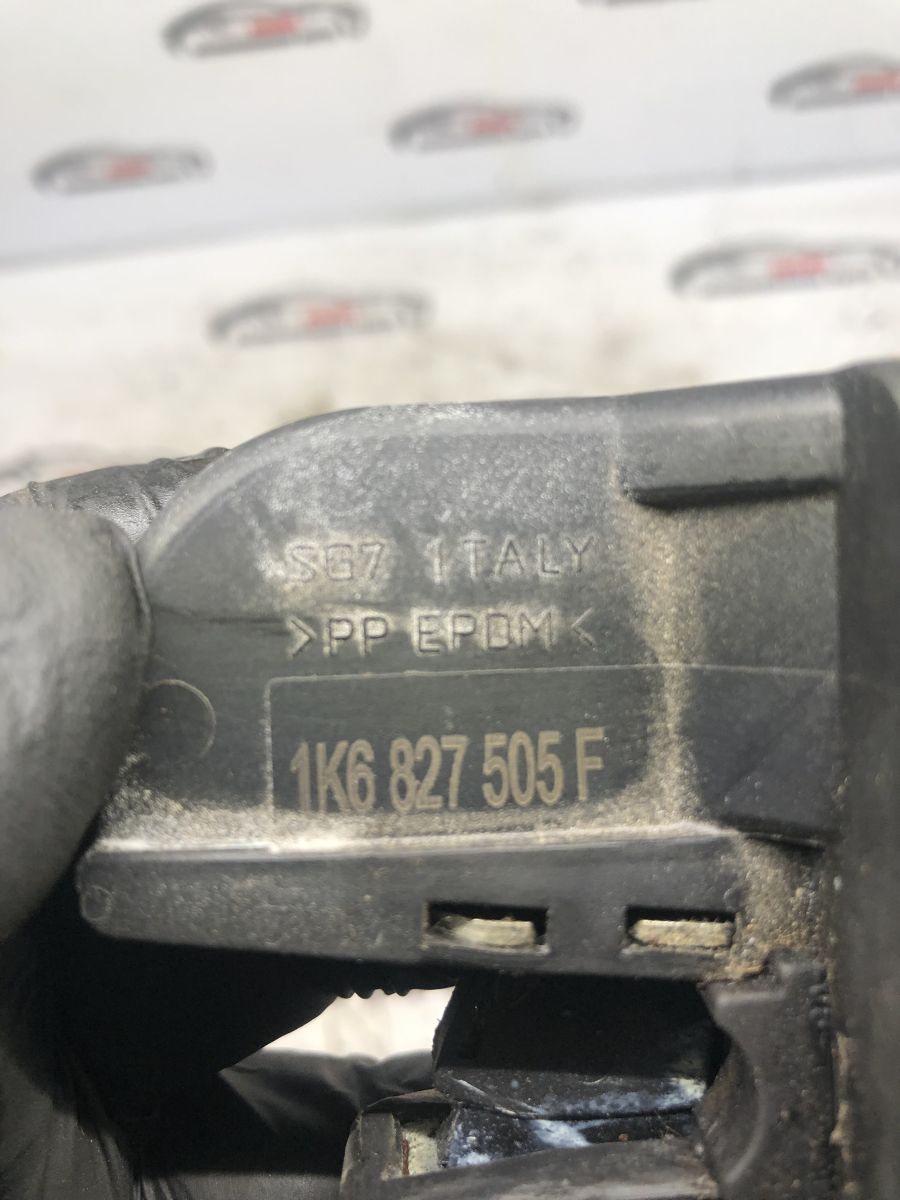 SG7 ITALY
>PP EPDM<
1K6 827 505 F